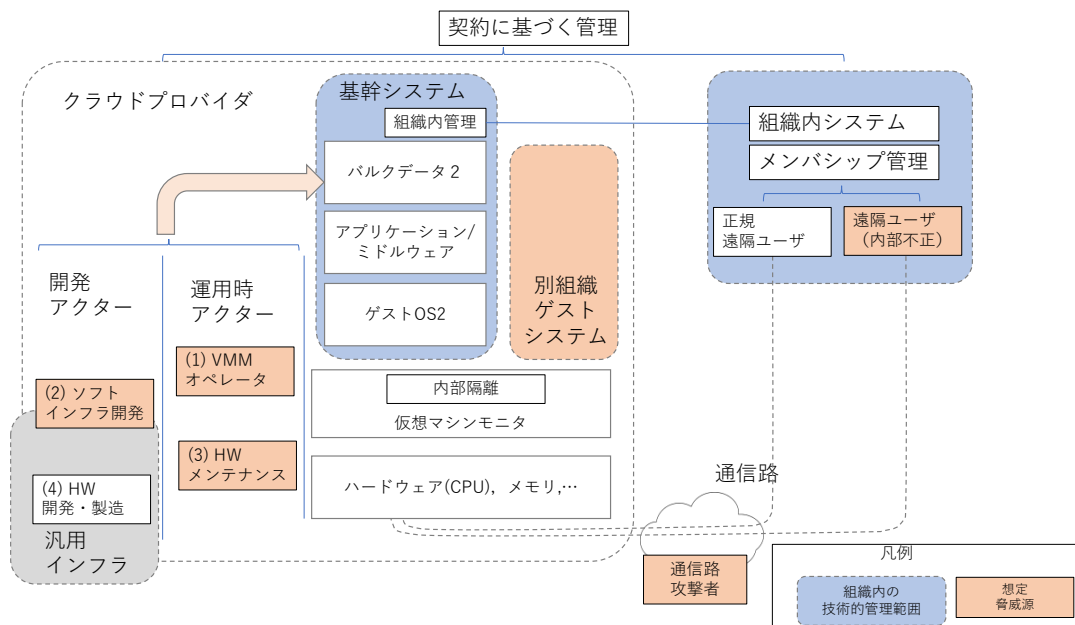 契約に基づく管理
クラウドプロバイダ
基幹システム
組織内管理
バルクデータ２
アプリケーション/
ミドルウェア
ゲストOS2
別組織
ゲスト
システム
組織内システム
メンバシップ管理
正規
遠隔ユーザ
遠隔ユーザ
（内部不正）
開発
アクター
運用時
アクター
(1) VMM
オペレータ
(2) ソフト
インフラ開発
(3) HW
メンテナンス
(4) HW
開発・製造
汎用
インフラ
内部隔離
仮想マシンモニタ
ハードウェア(CPU)，メモリ,…
通信路
通信路
攻撃者
凡例
組織内の
技術的管理範囲
想定
脅威源